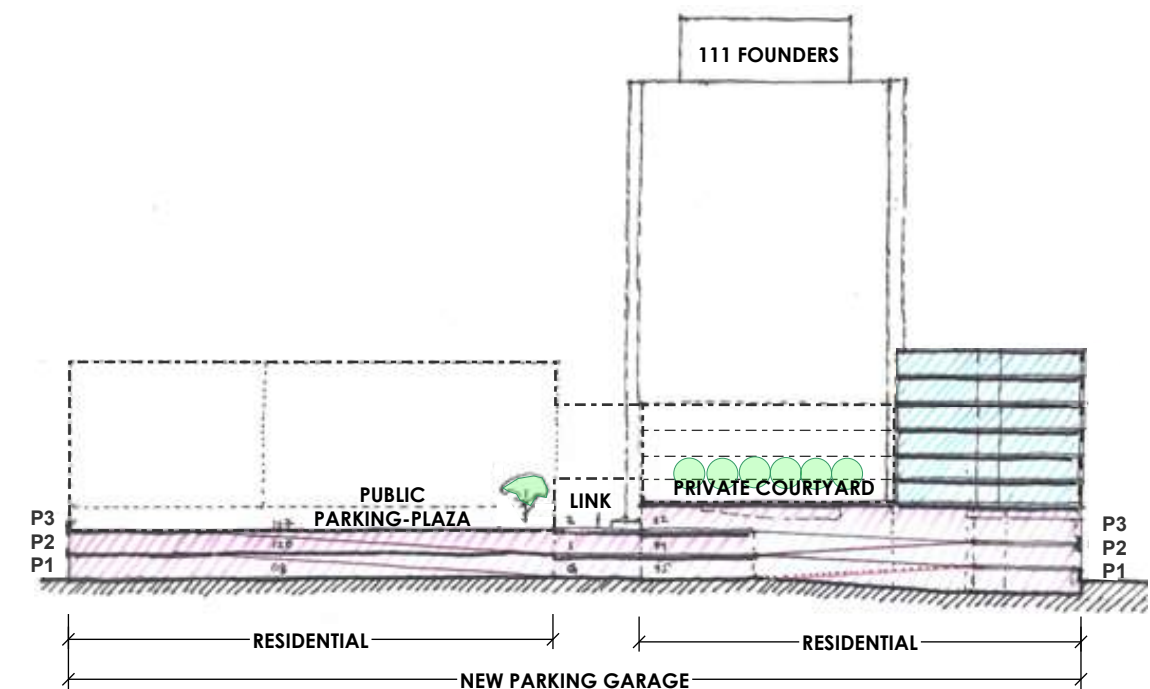 111 FOUNDERS
PUBLIC
PARKING-PLAZA
LINK
PRIVATE COURTYARD
P3
P2
P1
P3
P2
P1
RESIDENTIAL
RESIDENTIAL
NEW PARKING GARAGE